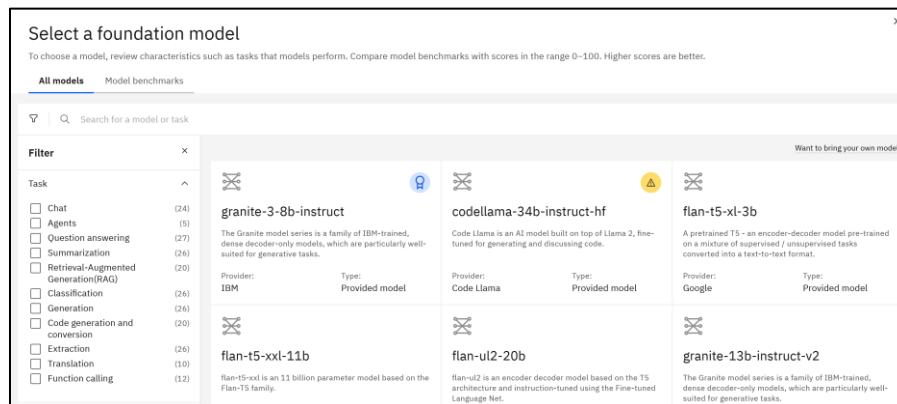 Select a foundation model
To choose a model, review characteristics such as tasks that models perform. Compare model benchmarks with scores in the range 0–100. Higher scores are better.
All models Model benchmarks
Search for a model or task
Want to bring your own model
Filter
Task
Chat (24)
Agents (5)
Question answering (27)
Summarization (26)
Retrieval-Augmented (20)
Generation(RAG)
Classification (26)
Generation (26)
Code generation and (20)
conversion
Extraction (26)
Translation (10)
Function calling (12)
granite-3-8b-instruct
The Granite model series is a family of IBM-trained,
dense decoder-only models, which are particularly well-
suited for generative tasks.
Provider: Type:
IBM Provided model
codellama-34b-instruct-hf
Code Llama is an AI model built on top of Llama 2, fine-
tuned for generating and discussing code.
Provider: Type:
Code Llama Provided model
flan-t5-xl-3b
A pretrained T5 - an encoder-decoder model pre-trained
on a mixture of supervised / unsupervised tasks
converted into a text-to-text format.
Provider: Type:
Google Provided model
flan-t5-xxl-11b
flan-t5-xxl is an 11 billion parameter model based on the
Flan-T5 family.
flan-ul2-20b
flan-ul2 is an encoder decoder model based on the T5
architecture and instruction-tuned using the Fine-tuned
Language Net.
granite-13b-instruct-v2
The Granite model series is a family of IBM-trained,
dense decoder-only models, which are particularly well-
suited for generative tasks.